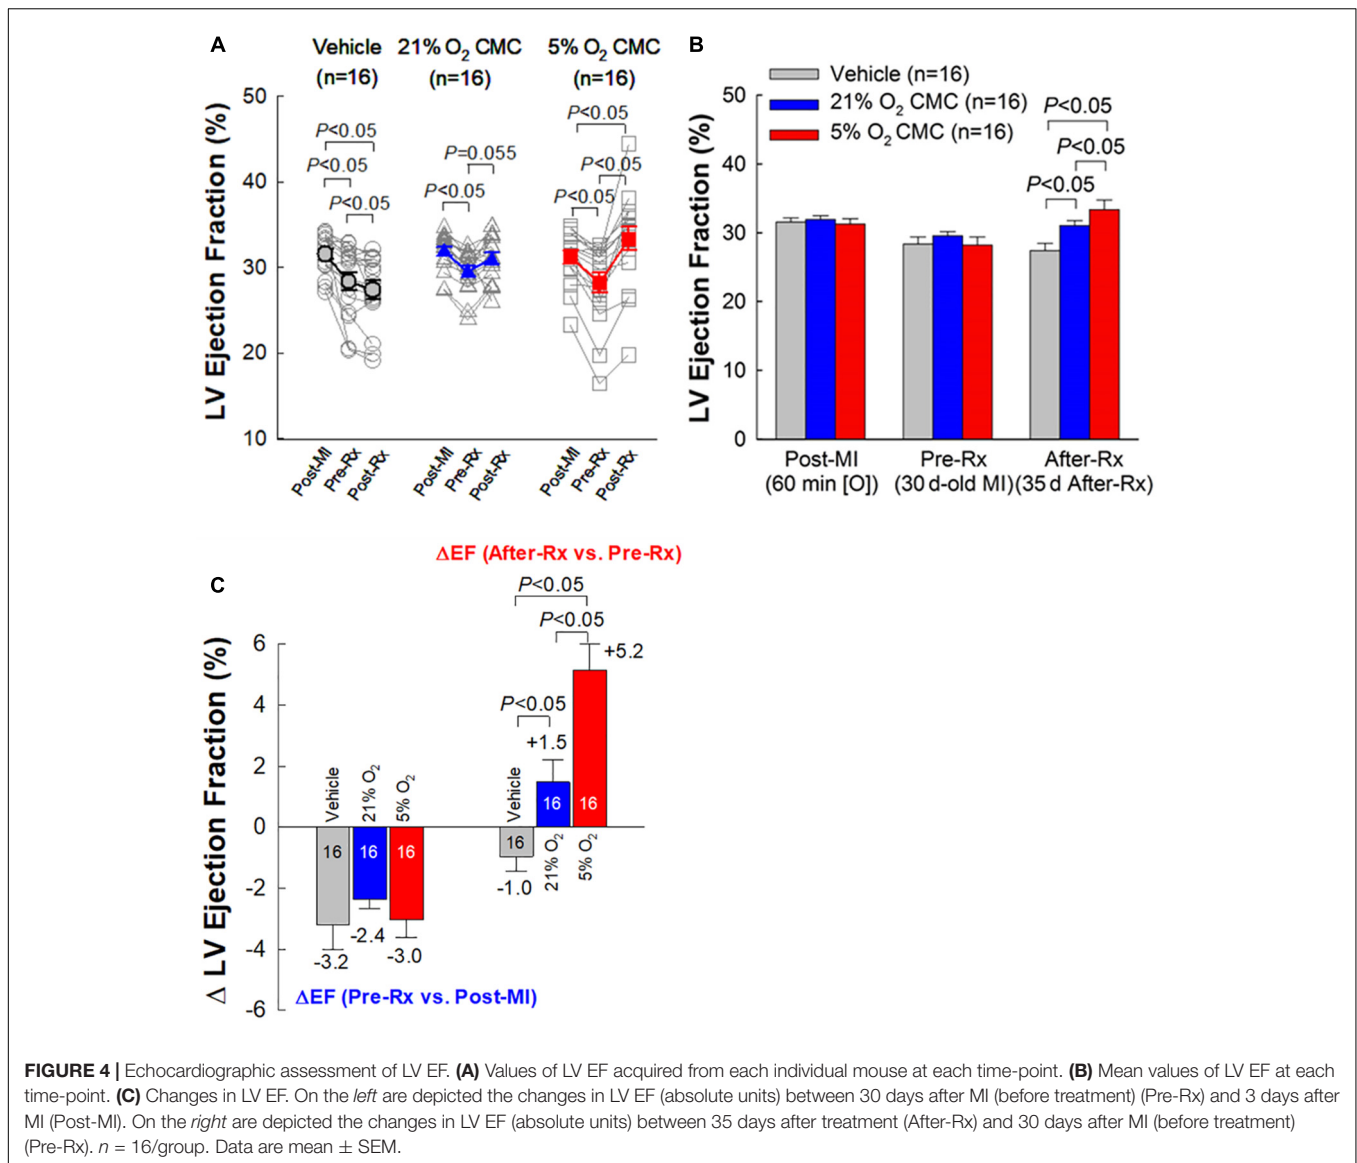 A
Vehicle 21% O2 CMC 5% O2 CMC
(n=16) (n=16) (n=16)
LV Ejection Fraction (%)
50
40
30
20
10
P<0.05
P<0.05
P<0.05
P=0.055
P<0.05
P<0.05
P<0.05
P<0.05
Post-MI Pre-Rx Post-Rx Post-MI Pre-Rx Post-Rx Post-MI Pre-Rx Post-Rx
B
Vehicle (n=16)
21% O2 CMC (n=16)
5% O2 CMC (n=16)
LV Ejection Fraction (%)
50
40
30
20
10
0
P<0.05
P<0.05
P<0.05
Post-MI Pre-Rx After-Rx
(60 min [O]) (30 d-old MI) (35 d After-Rx)
ΔEF (After-Rx vs. Pre-Rx)
C
Δ LV Ejection Fraction (%)
6
4
2
0
-2
-4
-6
P<0.05
P<0.05
+5.2
P<0.05
+1.5
Vehicle 21% O2 5% O2 Vehicle
16 16
16 16 16 16
21% O2 5% O2
-1.0
-2.4
-3.2 -3.0
ΔEF (Pre-Rx vs. Post-MI)
FIGURE 4 | Echocardiographic assessment of LV EF. (A) Values of LV EF acquired from each individual mouse at each time-point. (B) Mean values of LV EF at each
time-point. (C) Changes in LV EF. On the left are depicted the changes in LV EF (absolute units) between 30 days after MI (before treatment) (Pre-Rx) and 3 days after
MI (Post-MI). On the right are depicted the changes in LV EF (absolute units) between 35 days after treatment (After-Rx) and 30 days after MI (before treatment)
(Pre-Rx). n = 16/group. Data are mean ± SEM.